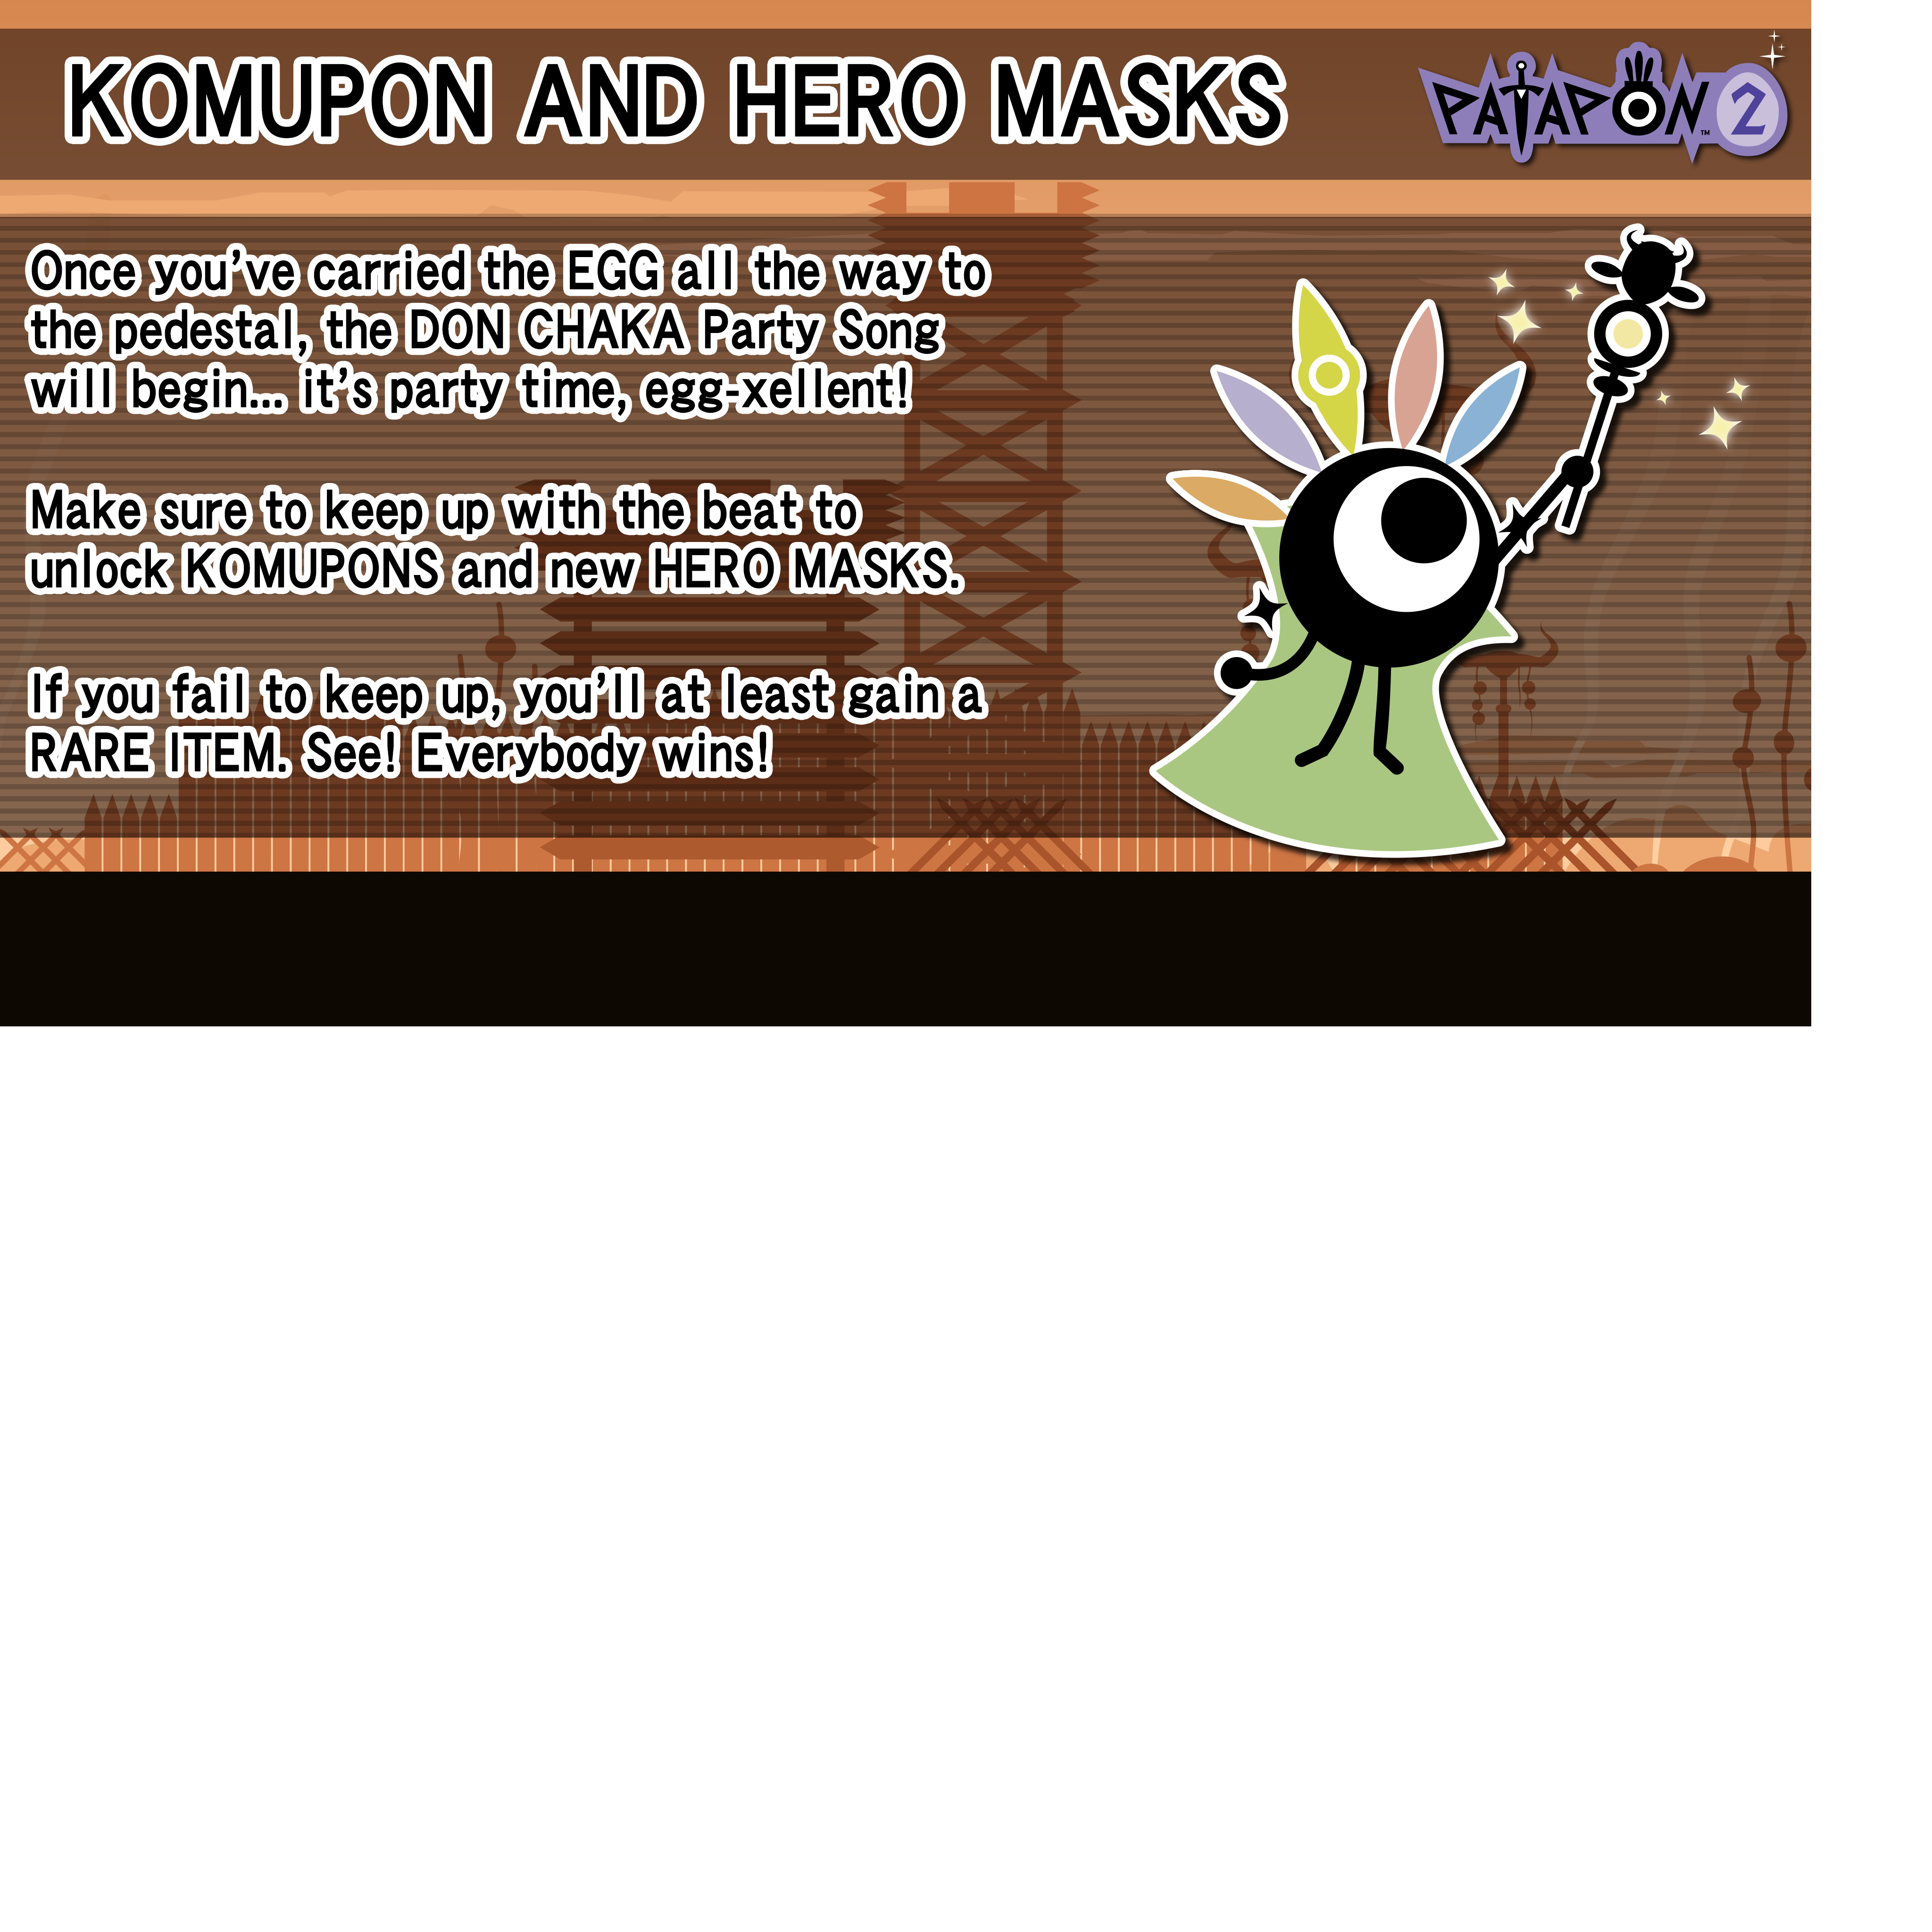 KOMUPON AND HERO MASKS
PATAPON™ 2
Once you've carried the EGG all the way to
the pedestal, the DON CHAKA Party Song
will begin... it's party time, egg-xellent!
Make sure to keep up with the beat to
unlock KOMUPONS and new HERO MASKS.
If you fail to keep up, you'll at least gain a
RARE ITEM. See! Everybody wins!